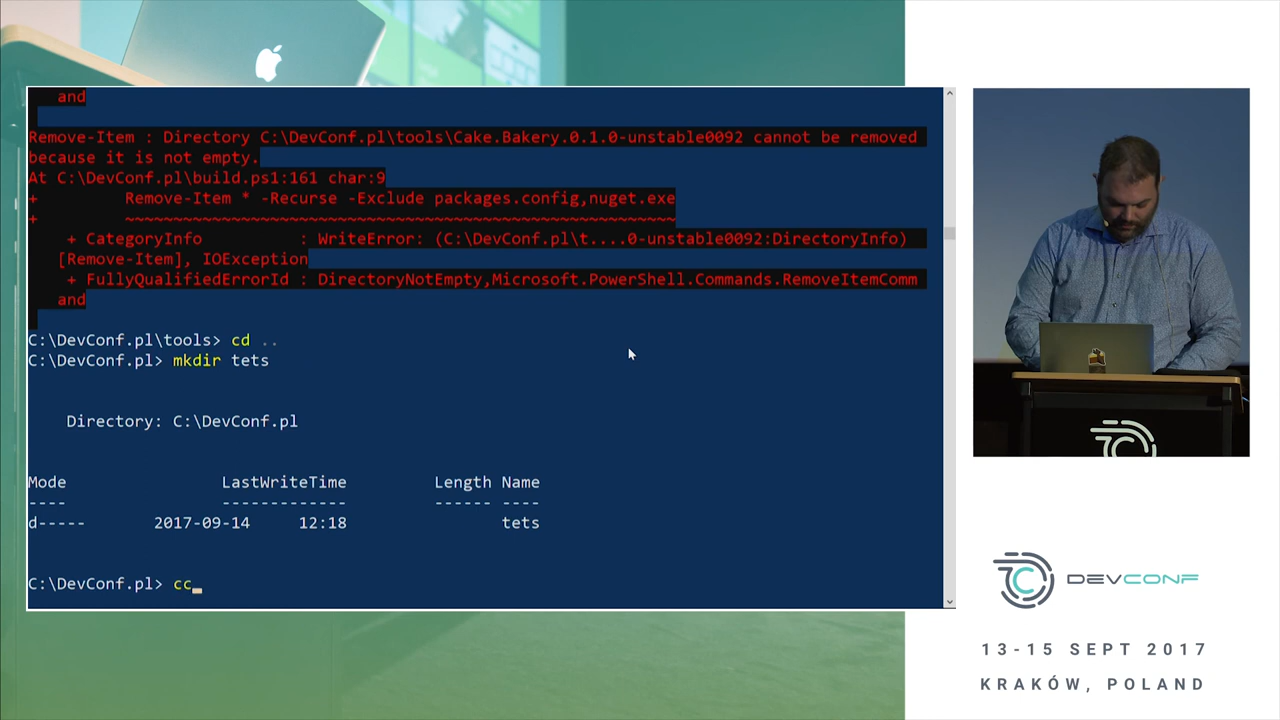 and
Remove-Item : Directory C:\DevConf.pl\tools\Cake.Bakery.0.1.0-unstable0092 cannot be removed
because it is not empty.
At C:\DevConf.pl\build.ps1:161 char:9
+         Remove-Item * -Recurse -Exclude packages.config,nuget.exe
+         ~~~~~~~~~~~~~~~~~~~~~~~~~~~~~~~~~~~~~~~~~~~~~~~~~~~~~~~~~
    + CategoryInfo          : WriteError: (C:\DevConf.pl\t....0-unstable0092:DirectoryInfo)
   [Remove-Item], IOException
    + FullyQualifiedErrorId : DirectoryNotEmpty,Microsoft.PowerShell.Commands.RemoveItemComm
   and
C:\DevConf.pl\tools> cd ..
C:\DevConf.pl> mkdir tets
    Directory: C:\DevConf.pl
Mode                LastWriteTime         Length Name
----                -------------         ------ ----
d-----       2017-09-14     12:18                tets
C:\DevConf.pl> cc_
DEVCONF
13-15 SEPT 2017
KRAKÓW, POLAND